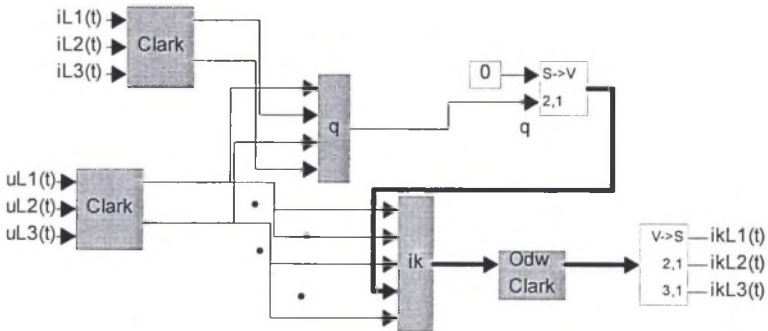 iL1(t)
iL2(t)
iL3(t)
Clark
q
0
S->V
2,1
q
uL1(t)
uL2(t)
uL3(t)
Clark
ik
Odw
Clark
V->S
2,1
3,1
ikL1(t)
ikL2(t)
ikL3(t)